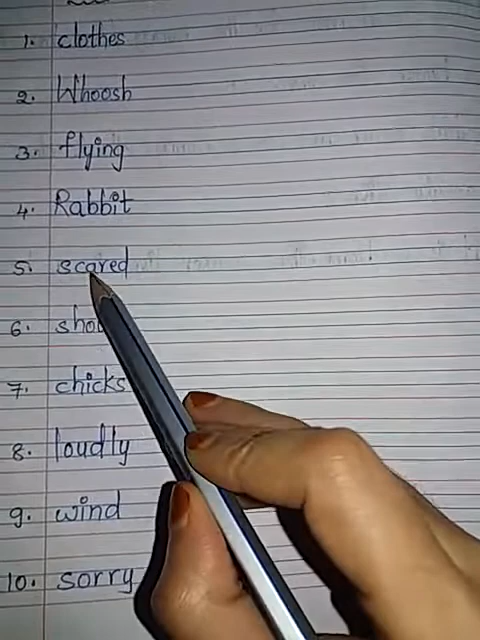 1. clothes
2. Whoosh
3. flying
4. Rabbit
5. scared
6.
7. chicks
8. loudly
9. wind
10. sorry